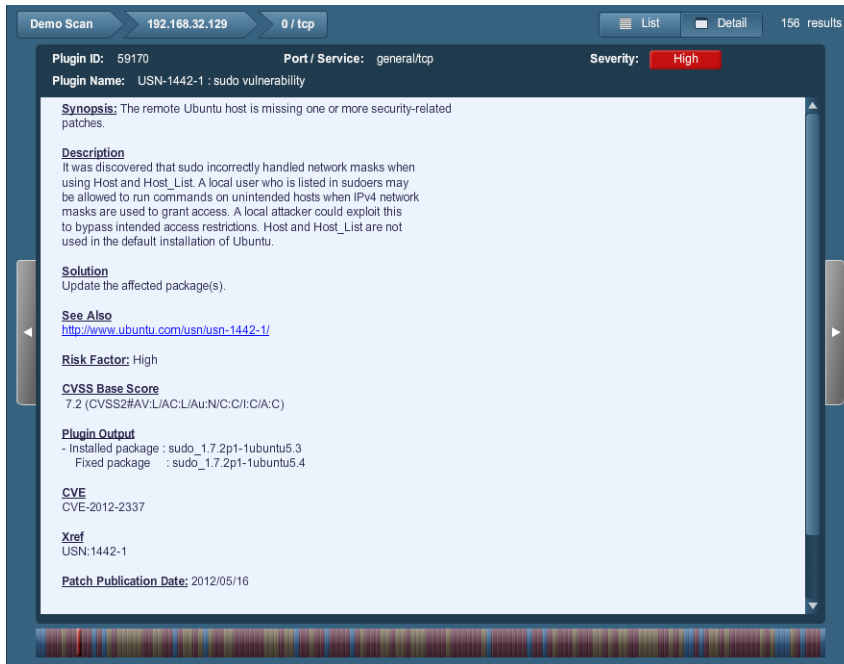 Demo Scan 192.168.32.129 0 / tcp List Detail 156 results
Plugin ID: 59170 Port / Service: general/tcp Severity: High
Plugin Name: USN-1442-1 : sudo vulnerability
Synopsis: The remote Ubuntu host is missing one or more security-related
patches.
Description
It was discovered that sudo incorrectly handled network masks when
using Host and Host_List. A local user who is listed in sudoers may
be allowed to run commands on unintended hosts when IPv4 network
masks are used to grant access. A local attacker could exploit this
to bypass intended access restrictions. Host and Host_List are not
used in the default installation of Ubuntu.
Solution
Update the affected package(s).
See Also
http://www.ubuntu.com/usn/usn-1442-1/
Risk Factor: High
CVSS Base Score
7.2 (CVSS2#AV:L/AC:L/Au:N/C:C/I:C/A:C)
Plugin Output
- Installed package : sudo_1.7.2p1-1ubuntu5.3
Fixed package : sudo_1.7.2p1-1ubuntu5.4
CVE
CVE-2012-2337
Xref
USN:1442-1
Patch Publication Date: 2012/05/16